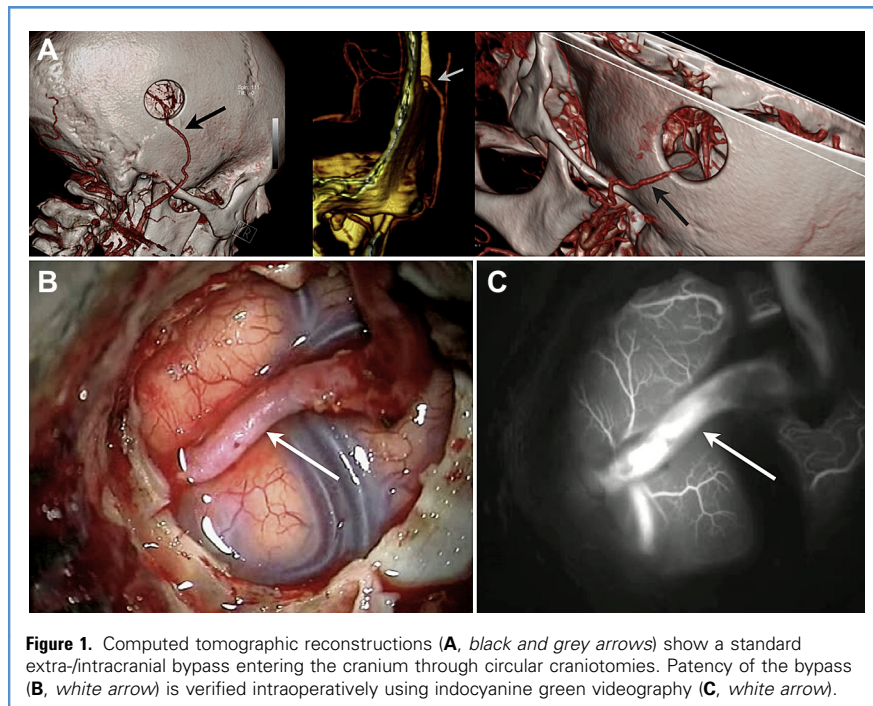 A
B
C
Figure 1. Computed tomographic reconstructions (A, black and grey arrows) show a standard
extra-/intracranial bypass entering the cranium through circular craniotomies. Patency of the bypass
(B, white arrow) is verified intraoperatively using indocyanine green videography (C, white arrow).